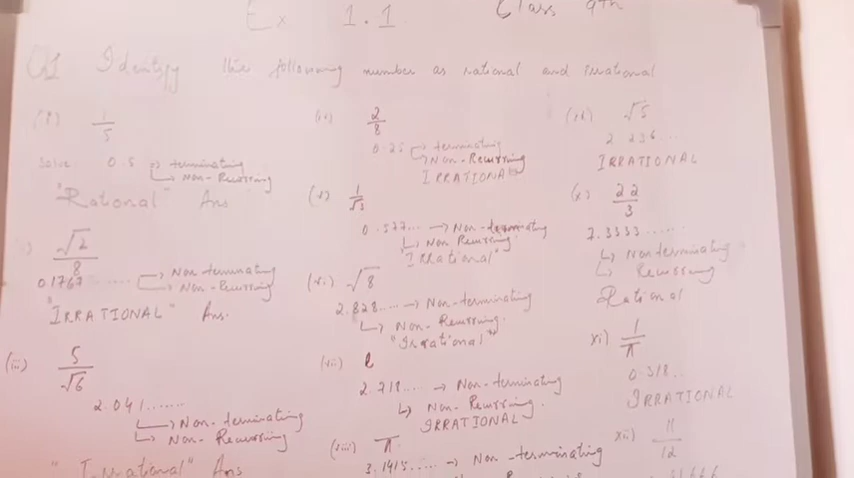 Ex 1.1 Class 9th
Q1 Identify the following number as rational and irrational
(i) 1/5
Solve: 0.5 → terminating
→ Non-Recurring
"Rational" Ans
√2/8
0.1767...... → Non-terminating
→ Non-Recurring
"IRRATIONAL" Ans.
(iii) 5/√6
2.041.......
→ Non-terminating
→ Non-Recurring
"Irrational" Ans
(iv) 2/8
0.25 → terminating
→ Non-Recurring
IRRATIONAL
(v) 1/√3
0.577... → Non-terminating
→ Non Recurring
"Irrational"
(vi) √8
2.828..... → Non-terminating
→ Non-Recurring.
"Irrational"
(vii) e
2.718..... → Non-terminating
→ Non-Recurring.
IRRATIONAL
(viii) π
3.1415..... → Non-terminating
(ix) √5
2.236....
IRRATIONAL
(x) 22/3
7.3333......
→ Nonterminating
→ Recurring
Rational
xi) 1/π
0.318..
IRRATIONAL
xii) 11/12